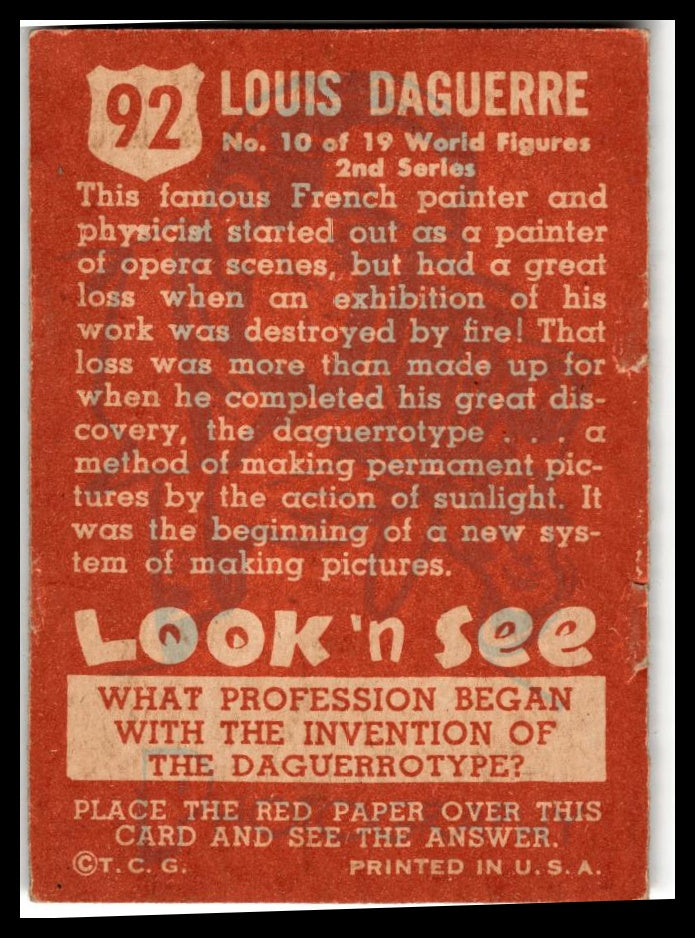 92
LOUIS DAGUERRE
No. 10 of 19 World Figures
2nd Series
This famous French painter and
physicist started out as a painter
of opera scenes, but had a great
loss when an exhibition of his
work was destroyed by fire! That
loss was more than made up for
when he completed his great dis-
covery, the daguerrotype . . . a
method of making permanent pic-
tures by the action of sunlight. It
was the beginning of a new sys-
tem of making pictures.
LOOK 'n See
WHAT PROFESSION BEGAN
WITH THE INVENTION OF
THE DAGUERROTYPE?
PLACE THE RED PAPER OVER THIS
CARD AND SEE THE ANSWER.
©T. C. G. PRINTED IN U. S. A.